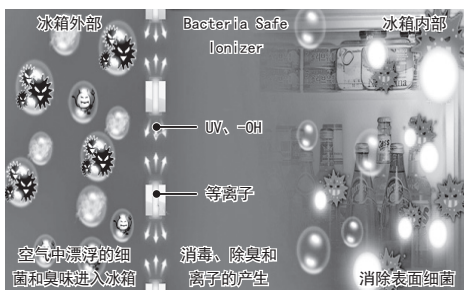 冰箱外部
Bacteria Safe
Ionizer
冰箱内部
UV、-OH
等离子
空气中漂浮的细
菌和臭味进入冰箱
消毒、除臭和
离子的产生
消除表面细菌